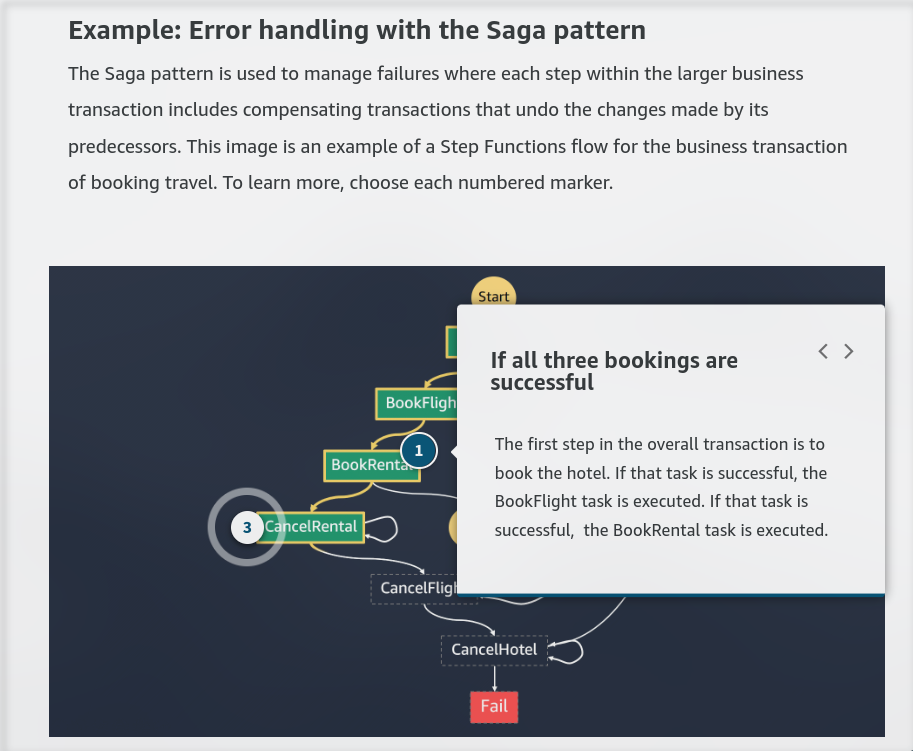 Example: Error handling with the Saga pattern
The Saga pattern is used to manage failures where each step within the larger business
transaction includes compensating transactions that undo the changes made by its
predecessors. This image is an example of a Step Functions flow for the business transaction
of booking travel. To learn more, choose each numbered marker.
Start
If all three bookings are
successful
BookFligh
1
BookRenta
The first step in the overall transaction is to
book the hotel. If that task is successful, the
BookFlight task is executed. If that task is
successful,  the BookRental task is executed.
3
CancelRental
CancelFligh
CancelHotel
Fail